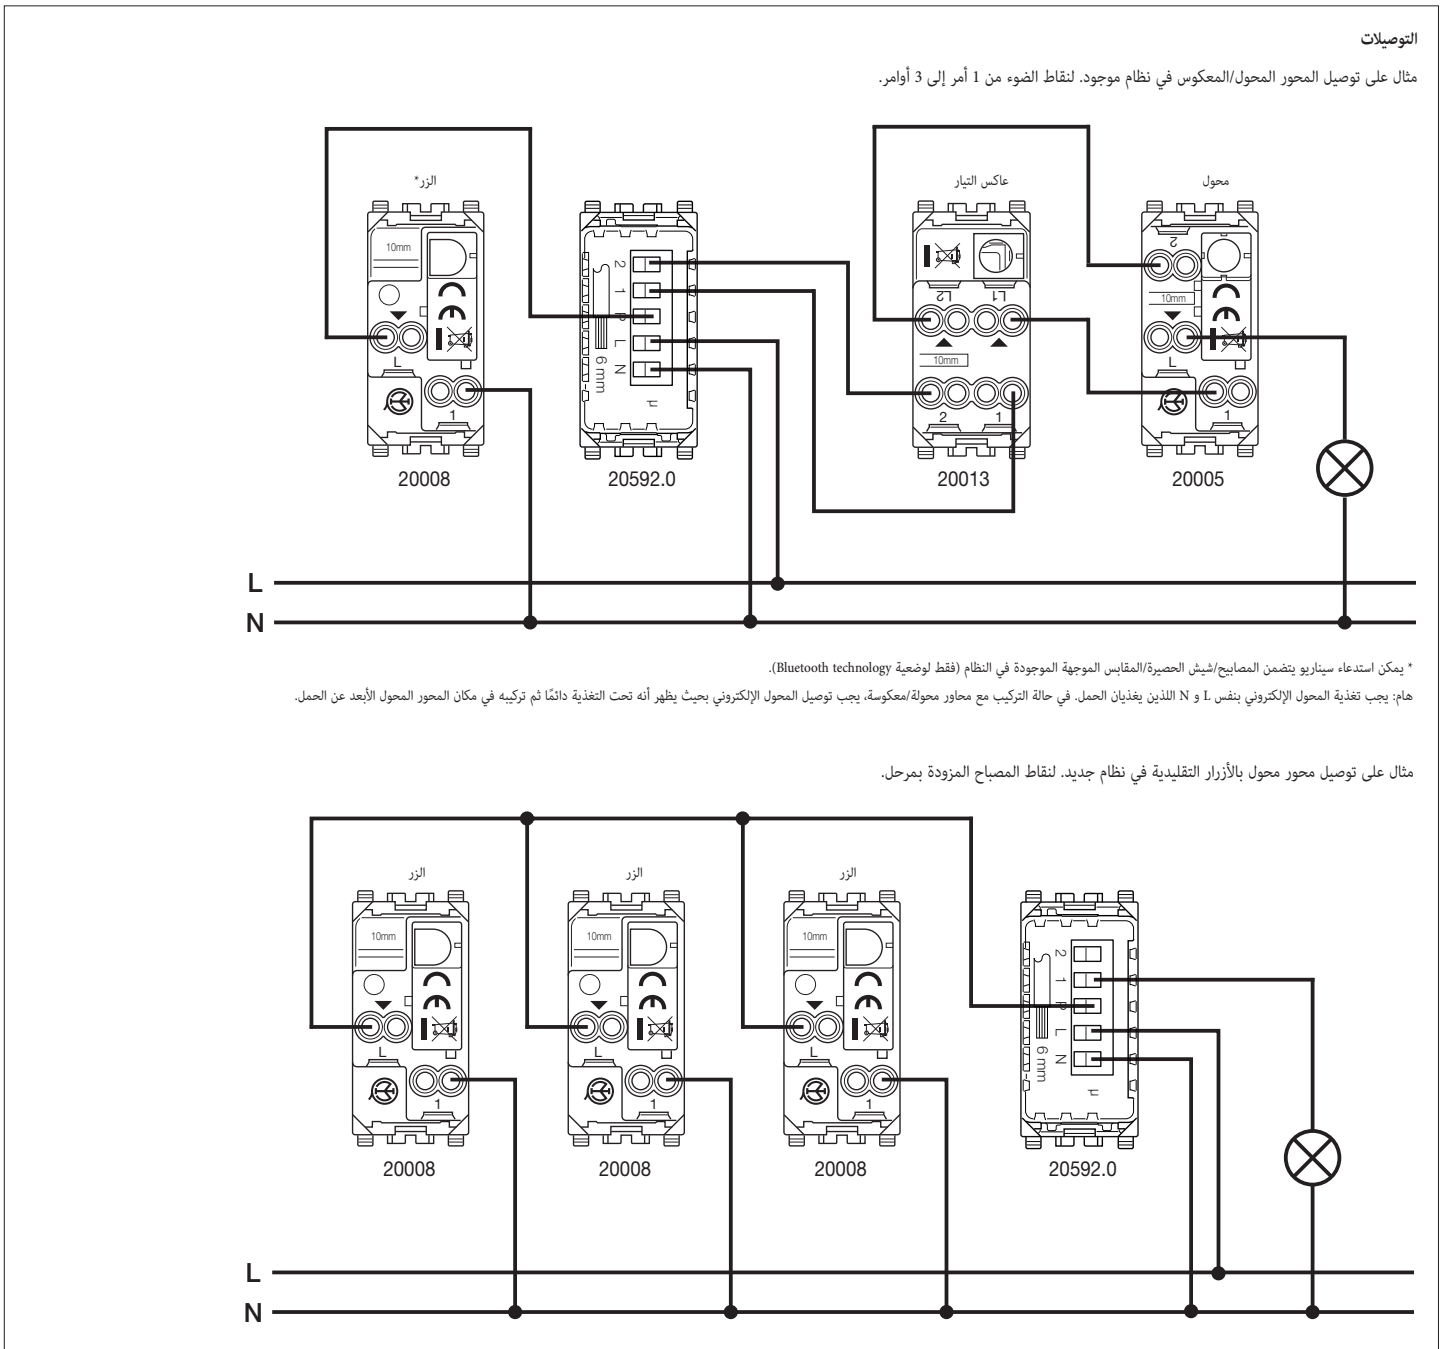 التوصيلات
مثال على توصيل المحور المحول/المعكوس في نظام موجود. لنقاط الضوء من 1 أمر إلى 3 أوامر.
الزر*
عاكس التيار
محول
10mm
L
1
2
1
P
L
N
6 mm
µ
L2
L1
10mm
2
1
2
10mm
L
1
20008
20592.0
20013
20005
L
N
* يمكن استدعاء سيناريو يتضمن المصابيح/شيش الحصيرة/المقابس الموجهة الموجودة في النظام (فقط لوضعية Bluetooth technology).
هام: يجب تغذية المحول الإلكتروني بنفس L و N اللذين يغذيان الحمل. في حالة التركيب مع محاور محولة/معكوسة، يجب توصيل المحول الإلكتروني بحيث يظهر أنه تحت التغذية دائمًا ثم تركيبه في مكان المحور المحول الأبعد عن الحمل.
مثال على توصيل محور محول بالأزرار التقليدية في نظام جديد. لنقاط المصباح المزودة بمرحل.
الزر
الزر
الزر
10mm
L
1
10mm
L
1
10mm
L
1
2
1
P
L
N
6 mm
µ
20008
20008
20008
20592.0
L
N